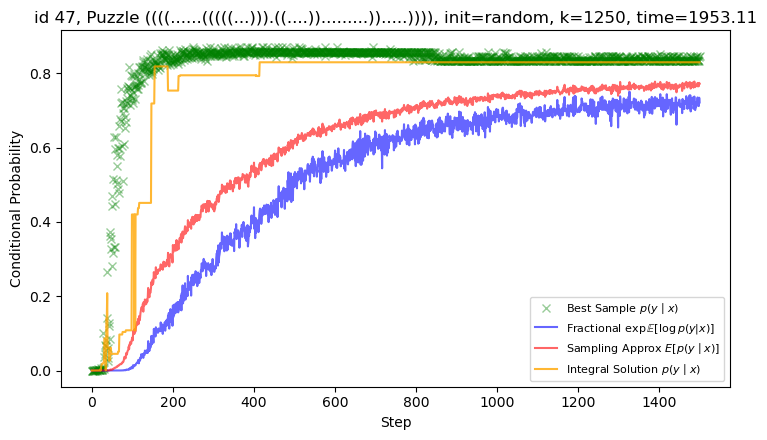 id 47, Puzzle ((((......(((((...))).((....)).........)).....)))), init=random, k=1250, time=1953.11
Conditional Probability
0.8
0.6
0.4
0.2
0.0
Best Sample p(y | x)
Fractional exp𝔼[log p(y|x)]
Sampling Approx E[p(y | x)]
Integral Solution p(y | x)
0 200 400 600 800 1000 1200 1400
Step